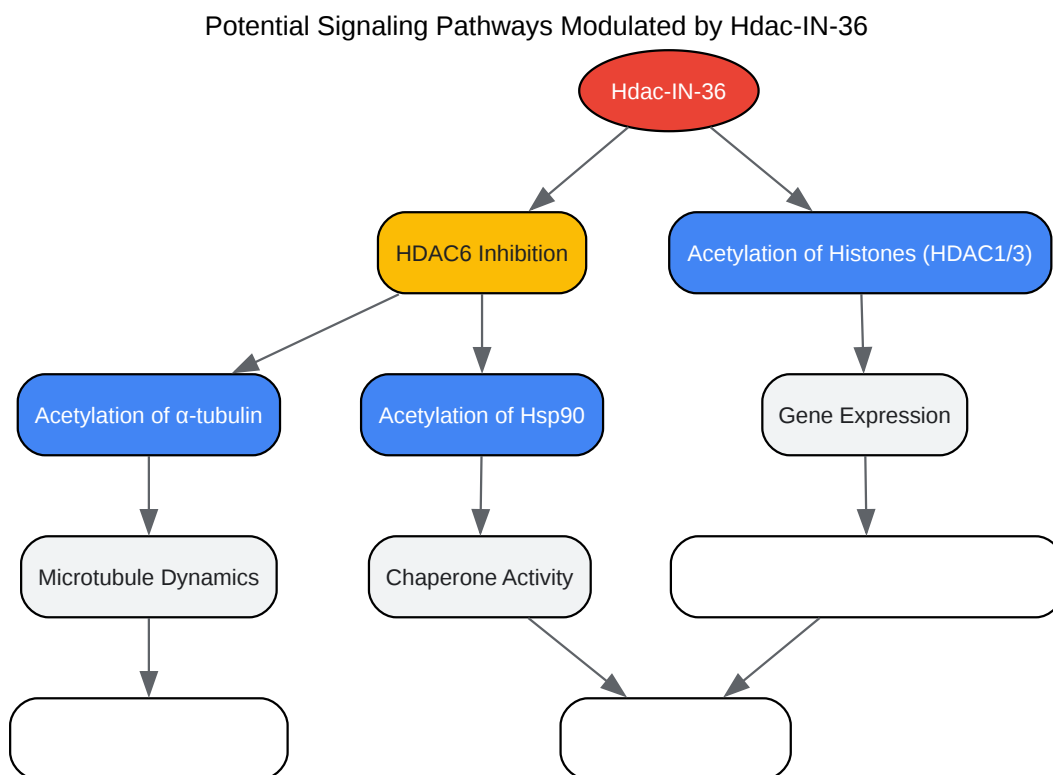 Potential Signaling Pathways Modulated by Hdac-IN-36
Hdac-IN-36
HDAC6 Inhibition
Acetylation of Histones (HDAC1/3)
Acetylation of α-tubulin
Acetylation of Hsp90
Gene Expression
Microtubule Dynamics
Chaperone Activity